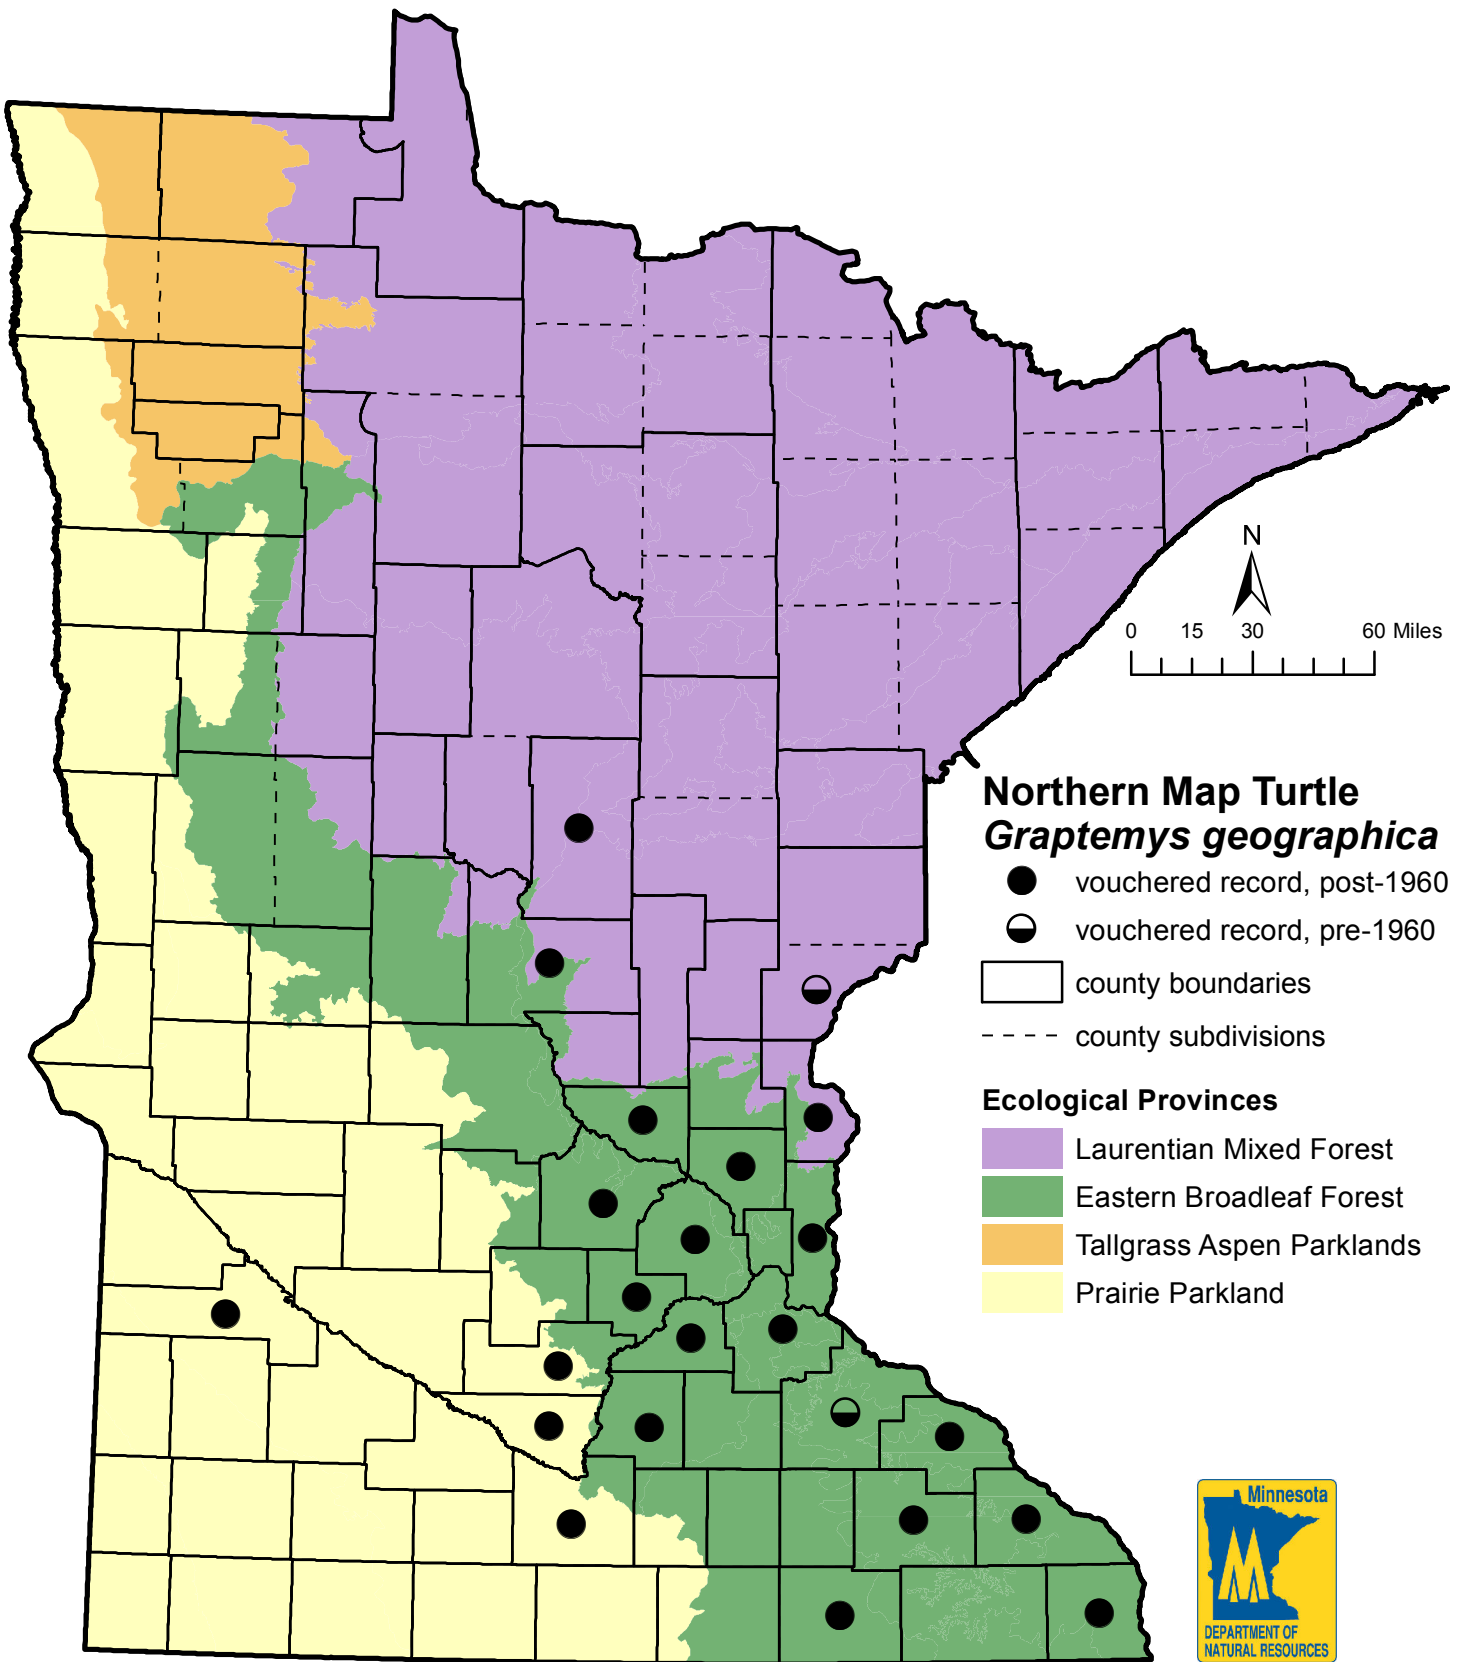 N
0 15 30 60 Miles
Northern Map Turtle
Graptemys geographica
vouchered record, post-1960
vouchered record, pre-1960
county boundaries
county subdivisions
Ecological Provinces
Laurentian Mixed Forest
Eastern Broadleaf Forest
Tallgrass Aspen Parklands
Prairie Parkland
Minnesota
DEPARTMENT OF
NATURAL RESOURCES